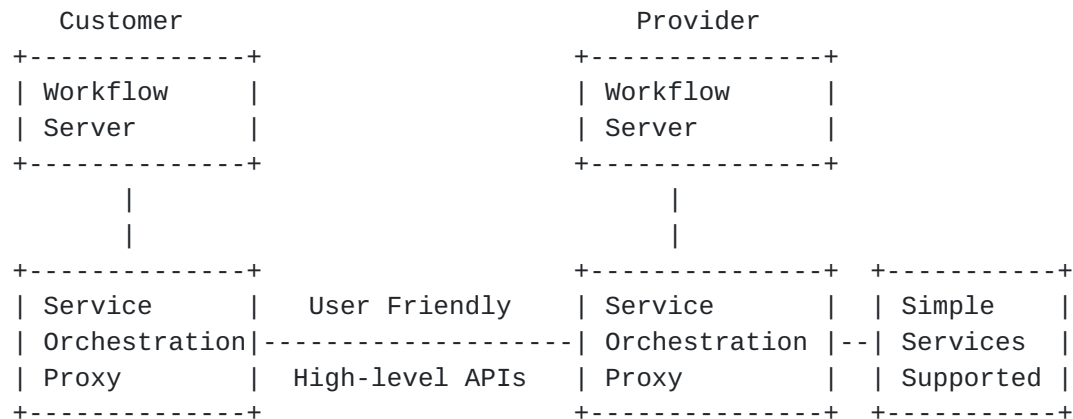 Customer                             Provider
+--------------+                    +---------------+
| Workflow     |                    | Workflow      |
| Server       |                    | Server        |
+--------------+                    +---------------+
       |                                  |
       |                                  |
+--------------+                    +---------------+  +-----------+
| Service      |   User Friendly    | Service       |  | Simple    |
| Orchestration|--------------------| Orchestration |--| Services  |
| Proxy        |  High-level APIs   | Proxy         |  | Supported |
+--------------+                    +---------------+  +-----------+